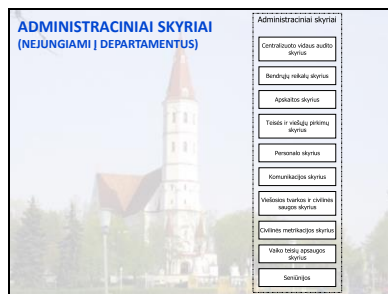 ADMINISTRACINIAI SKYRIAI
(NEJUNGIAMI Į DEPARTAMENTUS)
Administraciniai skyriai
Centralizuoto vidaus audito
skyrius
Bendrųjų reikalų skyrius
Apskaitos skyrius
Teisės ir viešųjų pirkimų
skyrius
Personalo skyrius
Komunikacijos skyrius
Viešosios tvarkos ir civilinės
saugos skyrius
Civilinės metrikacijos skyrius
Vaiko teisių apsaugos
skyrius
Seniūnijos